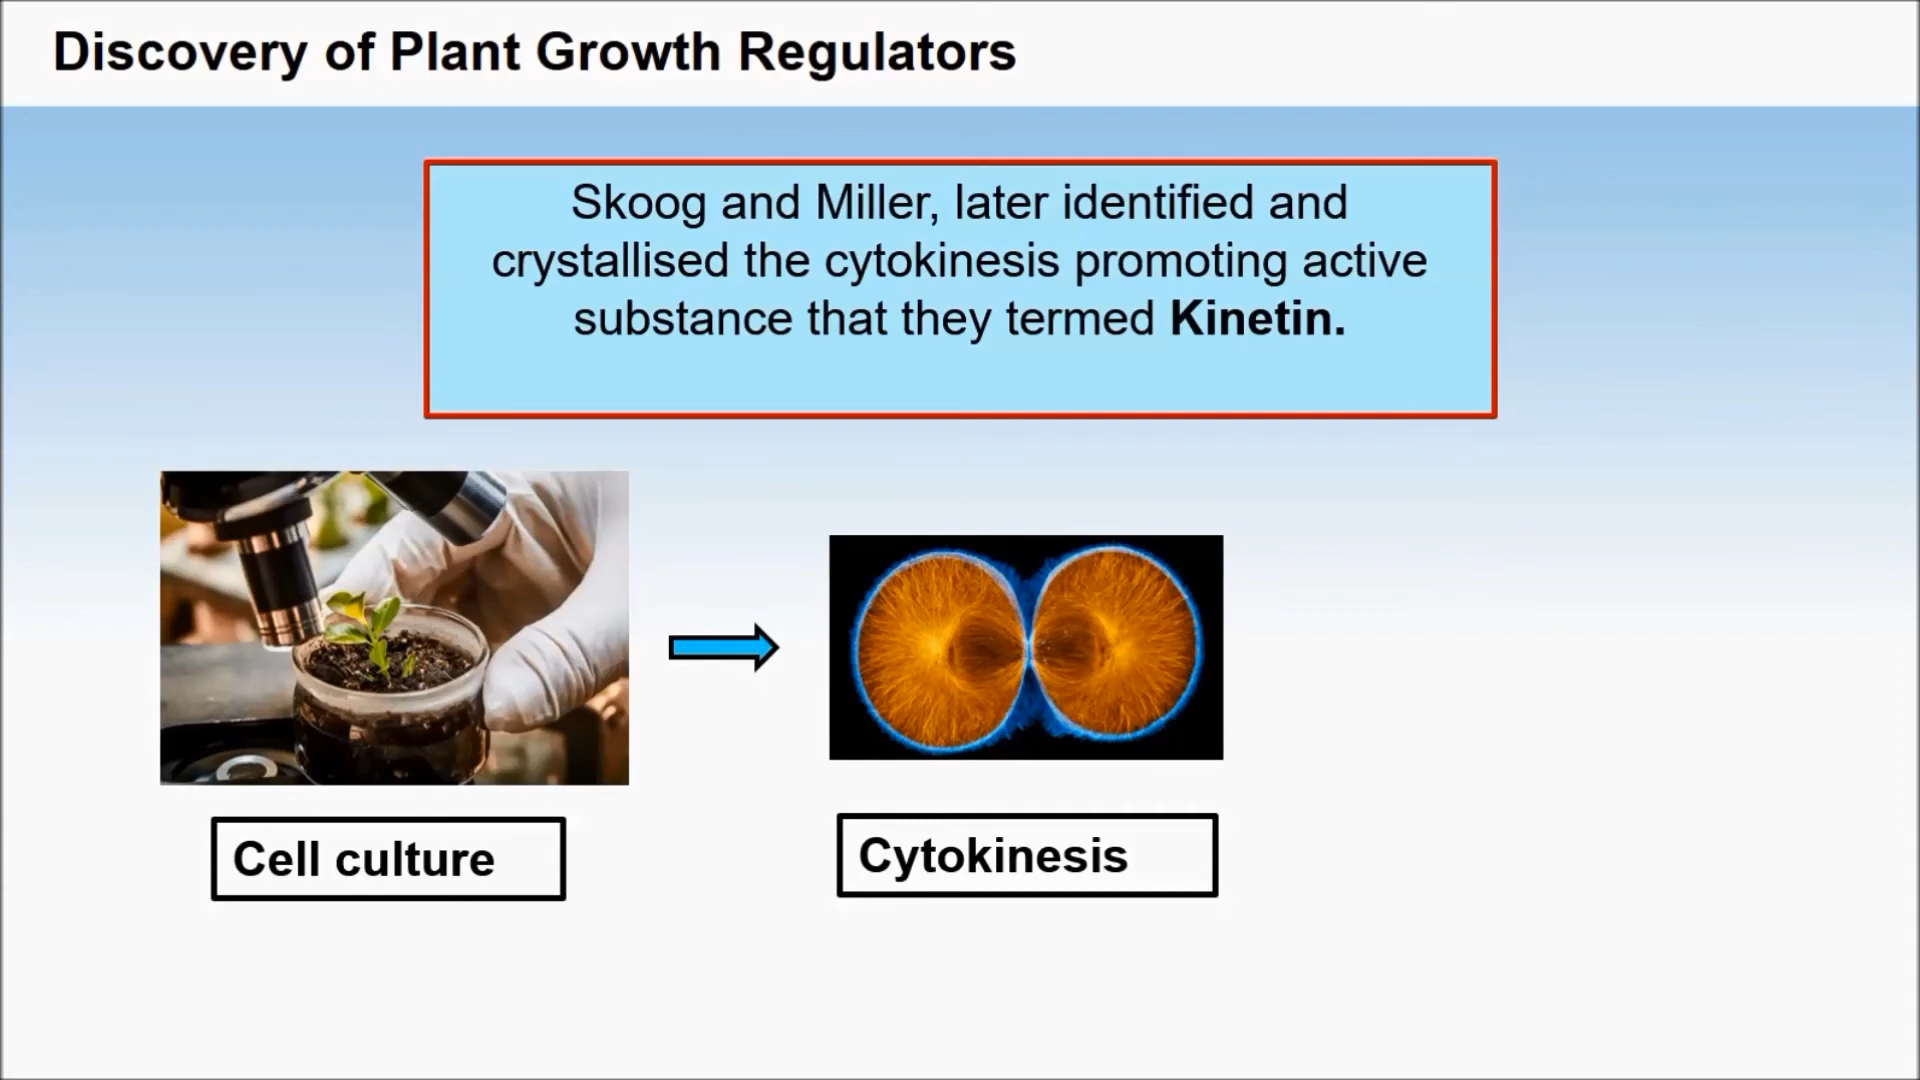 Discovery of Plant Growth Regulators
Skoog and Miller, later identified and
crystallised the cytokinesis promoting active
substance that they termed Kinetin.
Cell culture
Cytokinesis